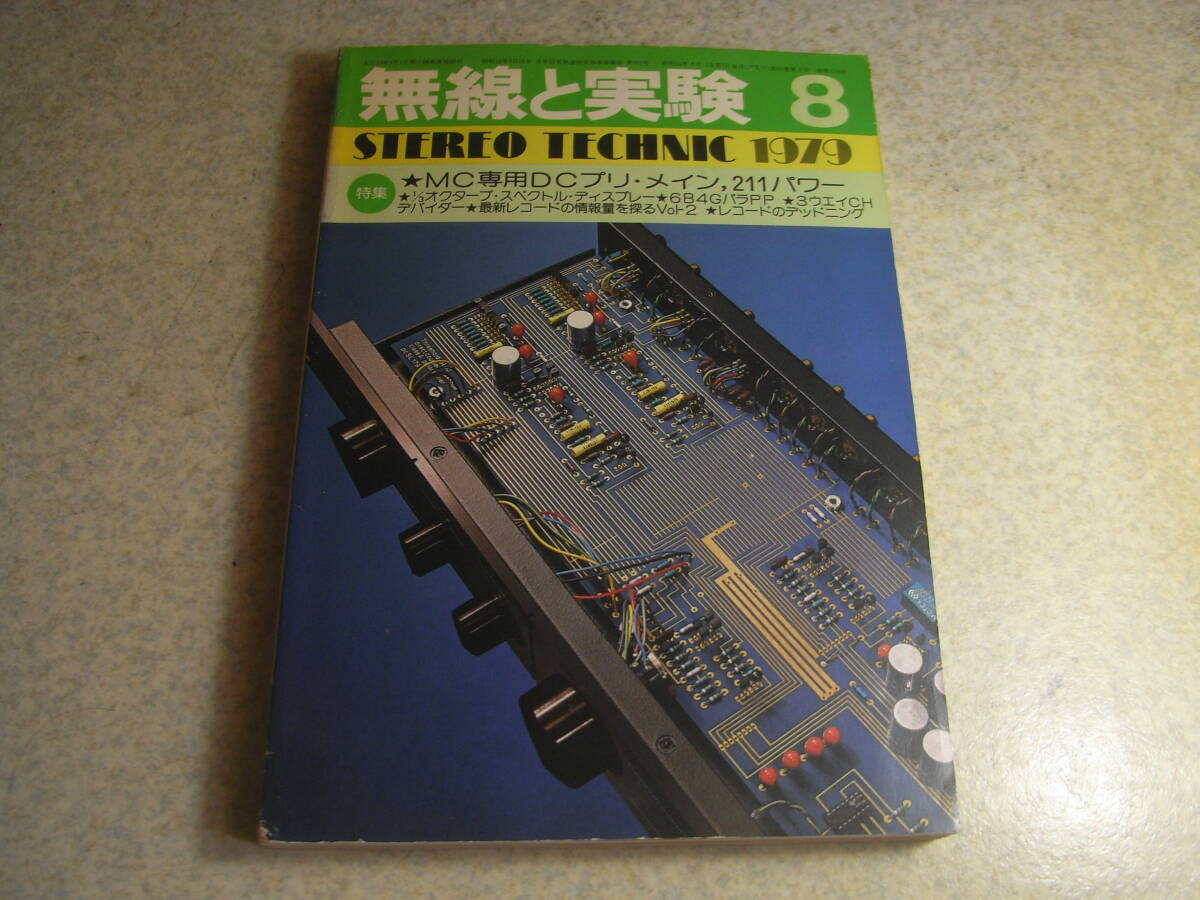 無線と実験 8
STEREO TECHNIC 1979
特集
★MC専用DCプリ・メイン,211パワー
★⅓オクターブ・スペクトル・ディスプレー★6B4GパラPP ★3ウエイCH
デバイダー★最新レコードの情報量を探るVol-2 ★レコードのデッドニング